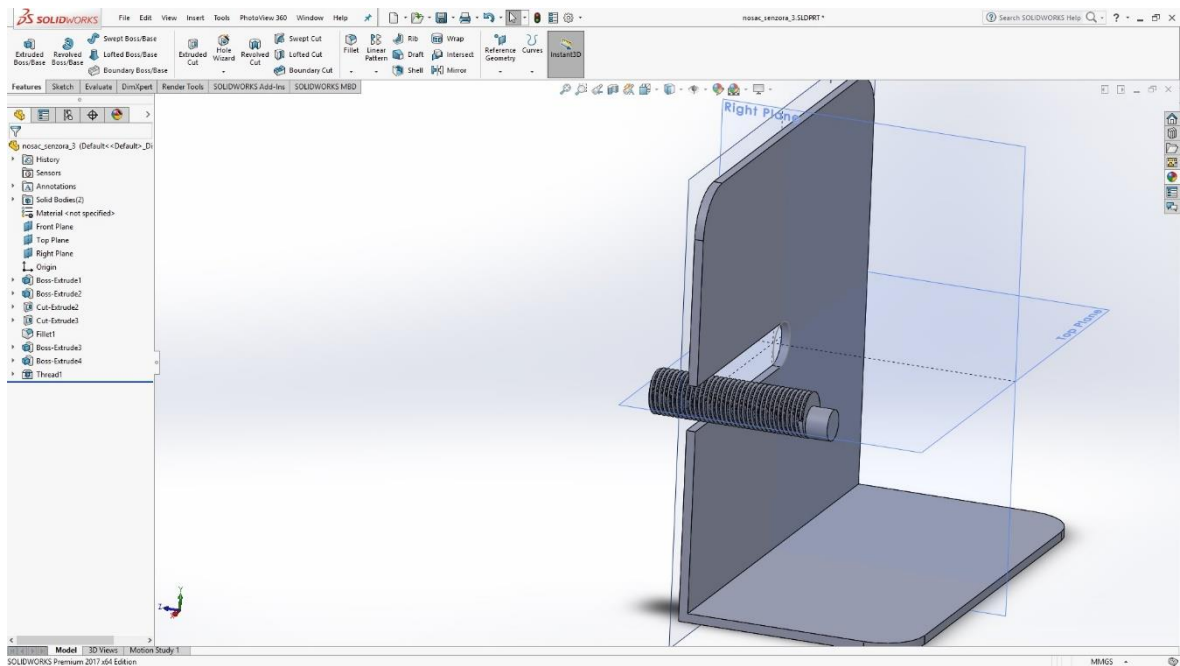 SOLIDWORKS File Edit View Insert Tools PhotoView 360 Window Help nosac_senzora_3.SLDPRT * Search SOLIDWORKS Help
Extruded Boss/Base
Revolved Boss/Base
Swept Boss/Base
Lofted Boss/Base
Boundary Boss/Base
Extruded Cut
Hole Wizard
Revolved Cut
Swept Cut
Lofted Cut
Boundary Cut
Fillet
Linear Pattern
Rib
Draft
Shell
Wrap
Intersect
Mirror
Reference Geometry
Curves
Instant3D
Features Sketch Evaluate DimXpert Render Tools SOLIDWORKS Add-Ins SOLIDWORKS MBD
nosac_senzora_3 (Default<<Default>_Di
History
Sensors
Annotations
Solid Bodies(2)
Material <not specified>
Front Plane
Top Plane
Right Plane
Origin
Boss-Extrude1
Boss-Extrude2
Cut-Extrude2
Cut-Extrude3
Fillet1
Boss-Extrude3
Boss-Extrude4
Thread1
Right Plane
Top Plane
Y
Z
Model 3D Views Motion Study 1
SOLIDWORKS Premium 2017 x64 Edition MMGS